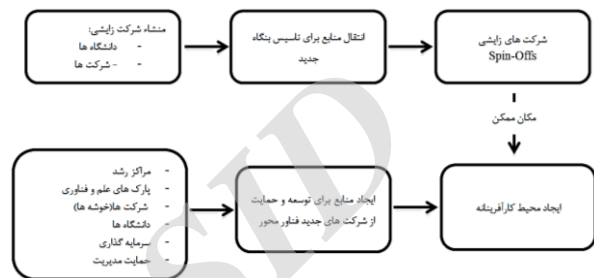 منشاء شرکت زایشی:
- دانشگاه ها
- - شرکت ها
انتقال منابع برای تاسیس بنگاه
جدید
شرکت های زایشی
Spin-Offs
مکان ممکن
- مراکز رشد
- پارک های علم و فناوری
- شرکت ها(خوشه ها)
- دانشگاه ها
- سرمایه گذاری
- حمایت مدیریت
ایجاد منابع برای توسعه و حمایت
از شرکت های جدید فناور محور
ایجاد محیط کارآفرینانه
SID